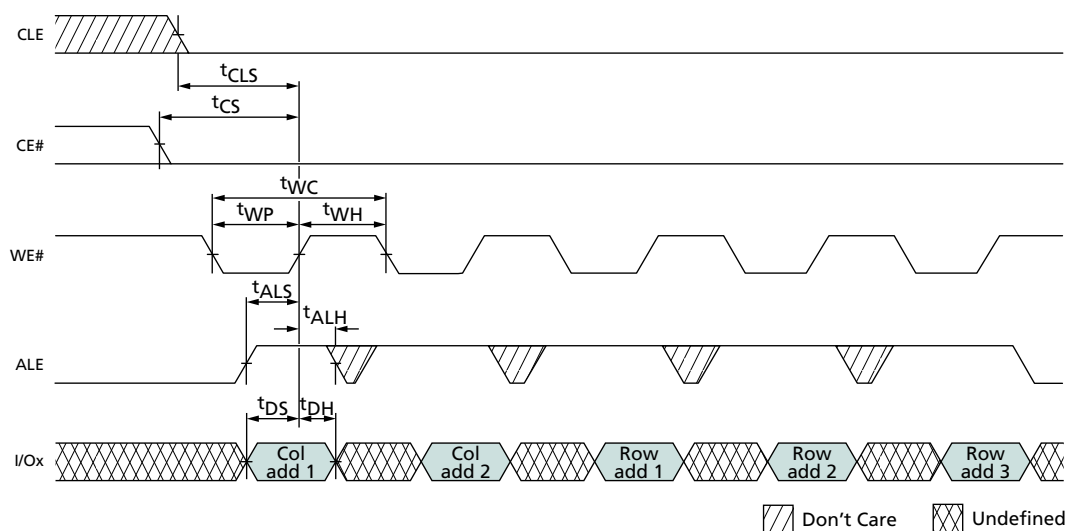 CLE
tCLS
tCS
CE#
tWC
tWP
tWH
WE#
tALS
tALH
ALE
tDS
tDH
I/Ox
Col
add 1
Col
add 2
Row
add 1
Row
add 2
Row
add 3
Don't Care
Undefined